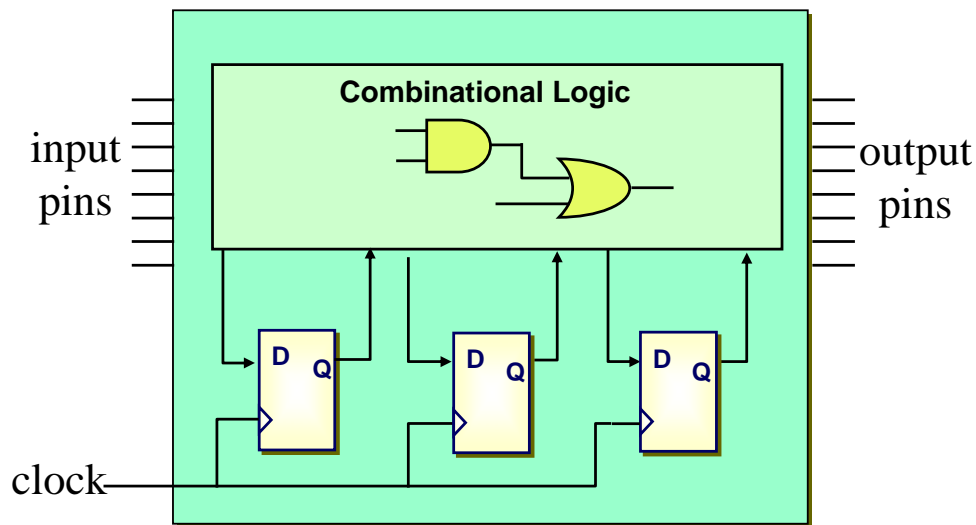 Combinational Logic
input
pins
output
pins
D
Q
D
Q
D
Q
clock